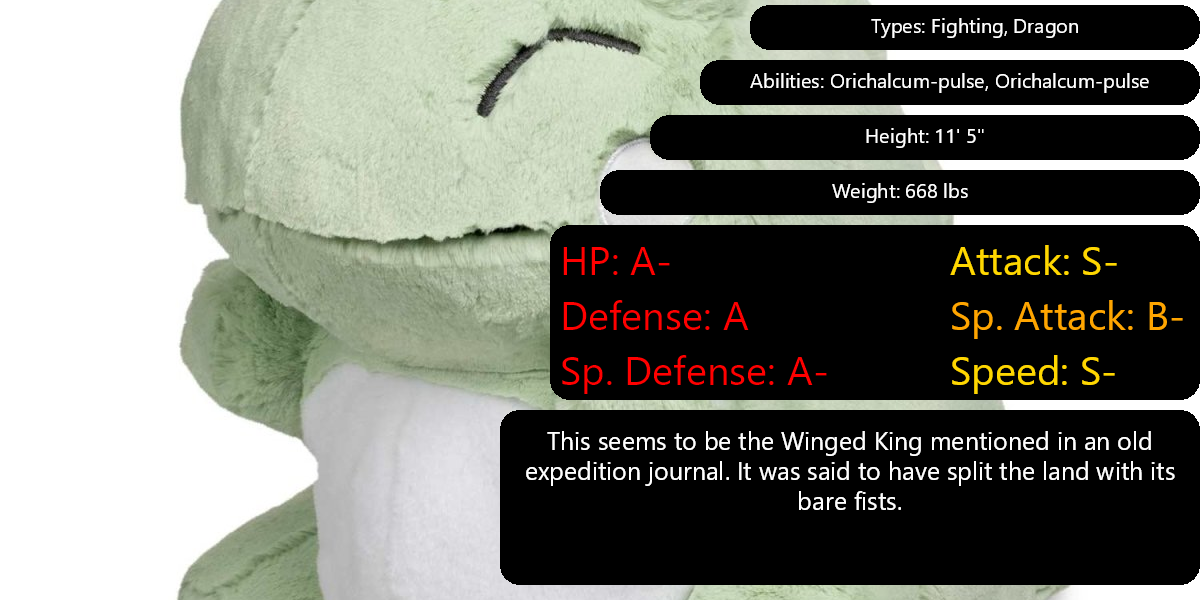 Types: Fighting, Dragon
Abilities: Orichalcum-pulse, Orichalcum-pulse
Height: 11' 5"
Weight: 668 lbs
HP: A-
Attack: S-
Defense: A
Sp. Attack: B-
Sp. Defense: A-
Speed: S-
This seems to be the Winged King mentioned in an old
expedition journal. It was said to have split the land with its
bare fists.